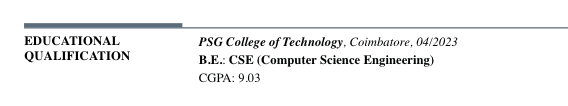 EDUCATIONAL
QUALIFICATION
PSG College of Technology, Coimbatore, 04/2023
B.E.: CSE (Computer Science Engineering)
CGPA: 9.03